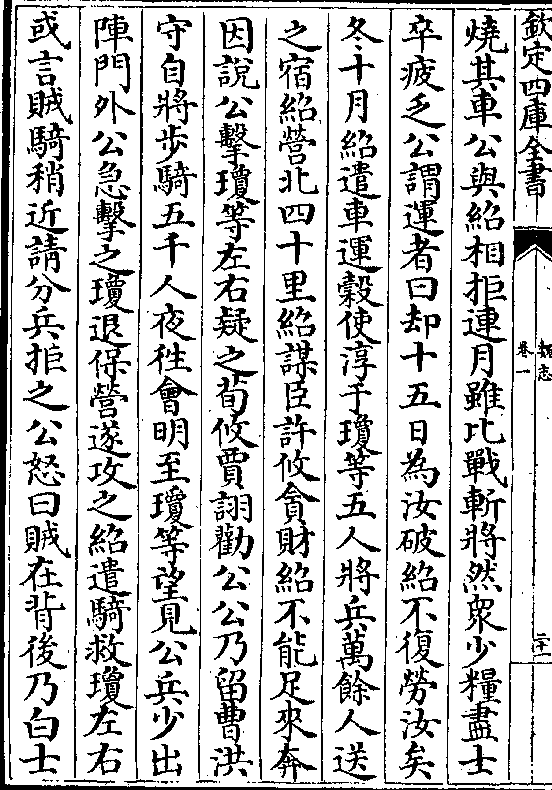 欽定四庫全書
魏志
卷一
二十一
燒其車公與紹相拒連月雖比戰斬將然衆少糧盡士
卒疲乏公謂運者曰却十五日為汝破紹不復勞汝矣
冬十月紹遣車運穀使淳于瓊等五人將兵萬餘人送
之宿紹營北四十里紹謀臣許攸貪財紹不能足來奔
因說公擊瓊等左右疑之荀攸賈詡勸公公乃留曹洪
守自將步騎五千人夜徃會明至瓊等望見公兵少出
陣門外公急擊之瓊退保營遂攻之紹遣騎救瓊左右
或言賊騎稍近請分兵拒之公怒曰賊在背後乃白士